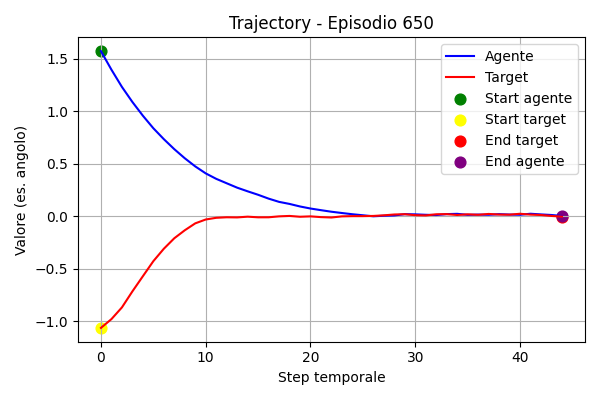 Trajectory - Episodio 650
Valore (es. angolo)
1.5
1.0
0.5
0.0
−0.5
−1.0
0
10
20
30
40
Step temporale
Agente
Target
Start agente
Start target
End target
End agente